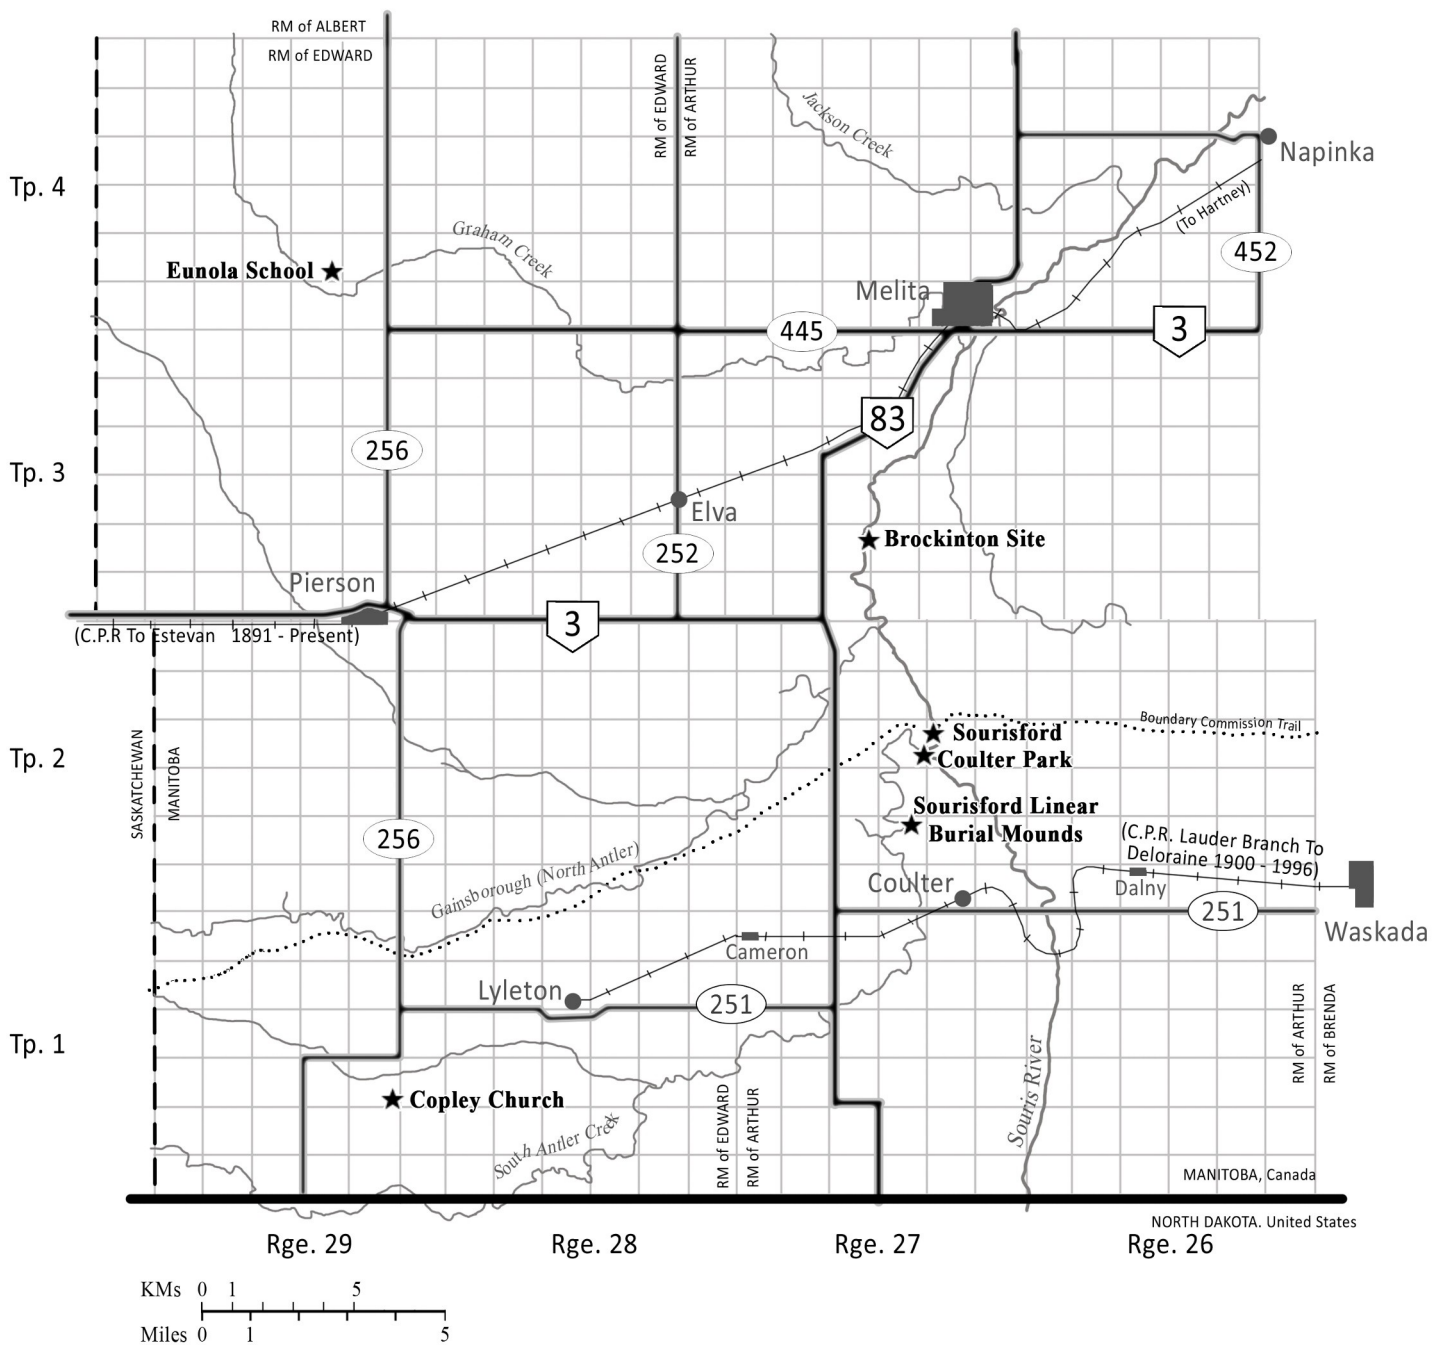 RM of ALBERT
RM of EDWARD
RM of EDWARD
RM of ARTHUR
Jackson Creek
Napinka
Tp. 4
(To Hartney)
Graham Creek
452
Eunola School
Melita
445
3
83
256
Tp. 3
Elva
Brockinton Site
252
Pierson
3
(C.P.R To Estevan 1891 - Present)
Boundary Commission Trail
Sourisford
Coulter Park
Tp. 2
SASKATCHEWAN
MANITOBA
Sourisford Linear
Burial Mounds
256
(C.P.R. Lauder Branch To
Deloraine 1900 - 1996)
Gainsborough (North Antler)
Coulter
Dalny
251
Waskada
Cameron
Lyleton
251
RM of ARTHUR
RM of BRENDA
Tp. 1
Souris River
Copley Church
RM of EDWARD
RM of ARTHUR
South Antler Creek
MANITOBA, Canada
NORTH DAKOTA. United States
Rge. 29
Rge. 28
Rge. 27
Rge. 26
KMs 0 1 5
Miles 0 1 5